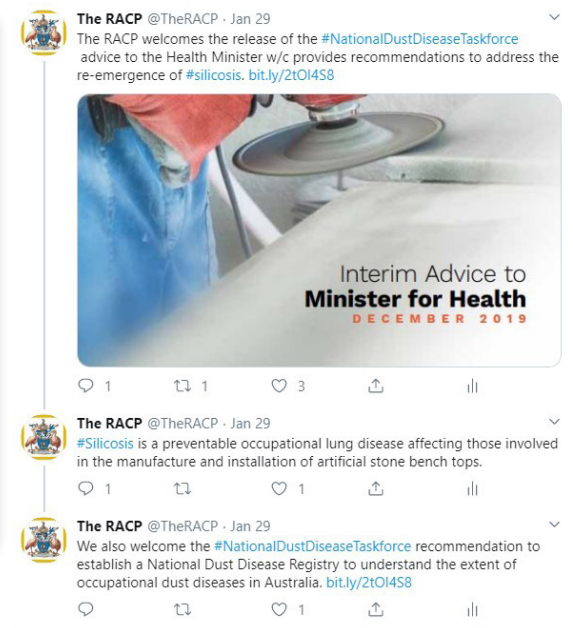 The RACP @TheRACP · Jan 29
The RACP welcomes the release of the #NationalDustDiseaseTaskforce
advice to the Health Minister w/c provides recommendations to address the
re-emergence of #silicosis. bit.ly/2tOl4S8
Interim Advice to
Minister for Health
DECEMBER 2019
1 1 3
The RACP @TheRACP · Jan 29
#Silicosis is a preventable occupational lung disease affecting those involved
in the manufacture and installation of artificial stone bench tops.
1 1
The RACP @TheRACP · Jan 29
We also welcome the #NationalDustDiseaseTaskforce recommendation to
establish a National Dust Disease Registry to understand the extent of
occupational dust diseases in Australia. bit.ly/2tOl4S8
1